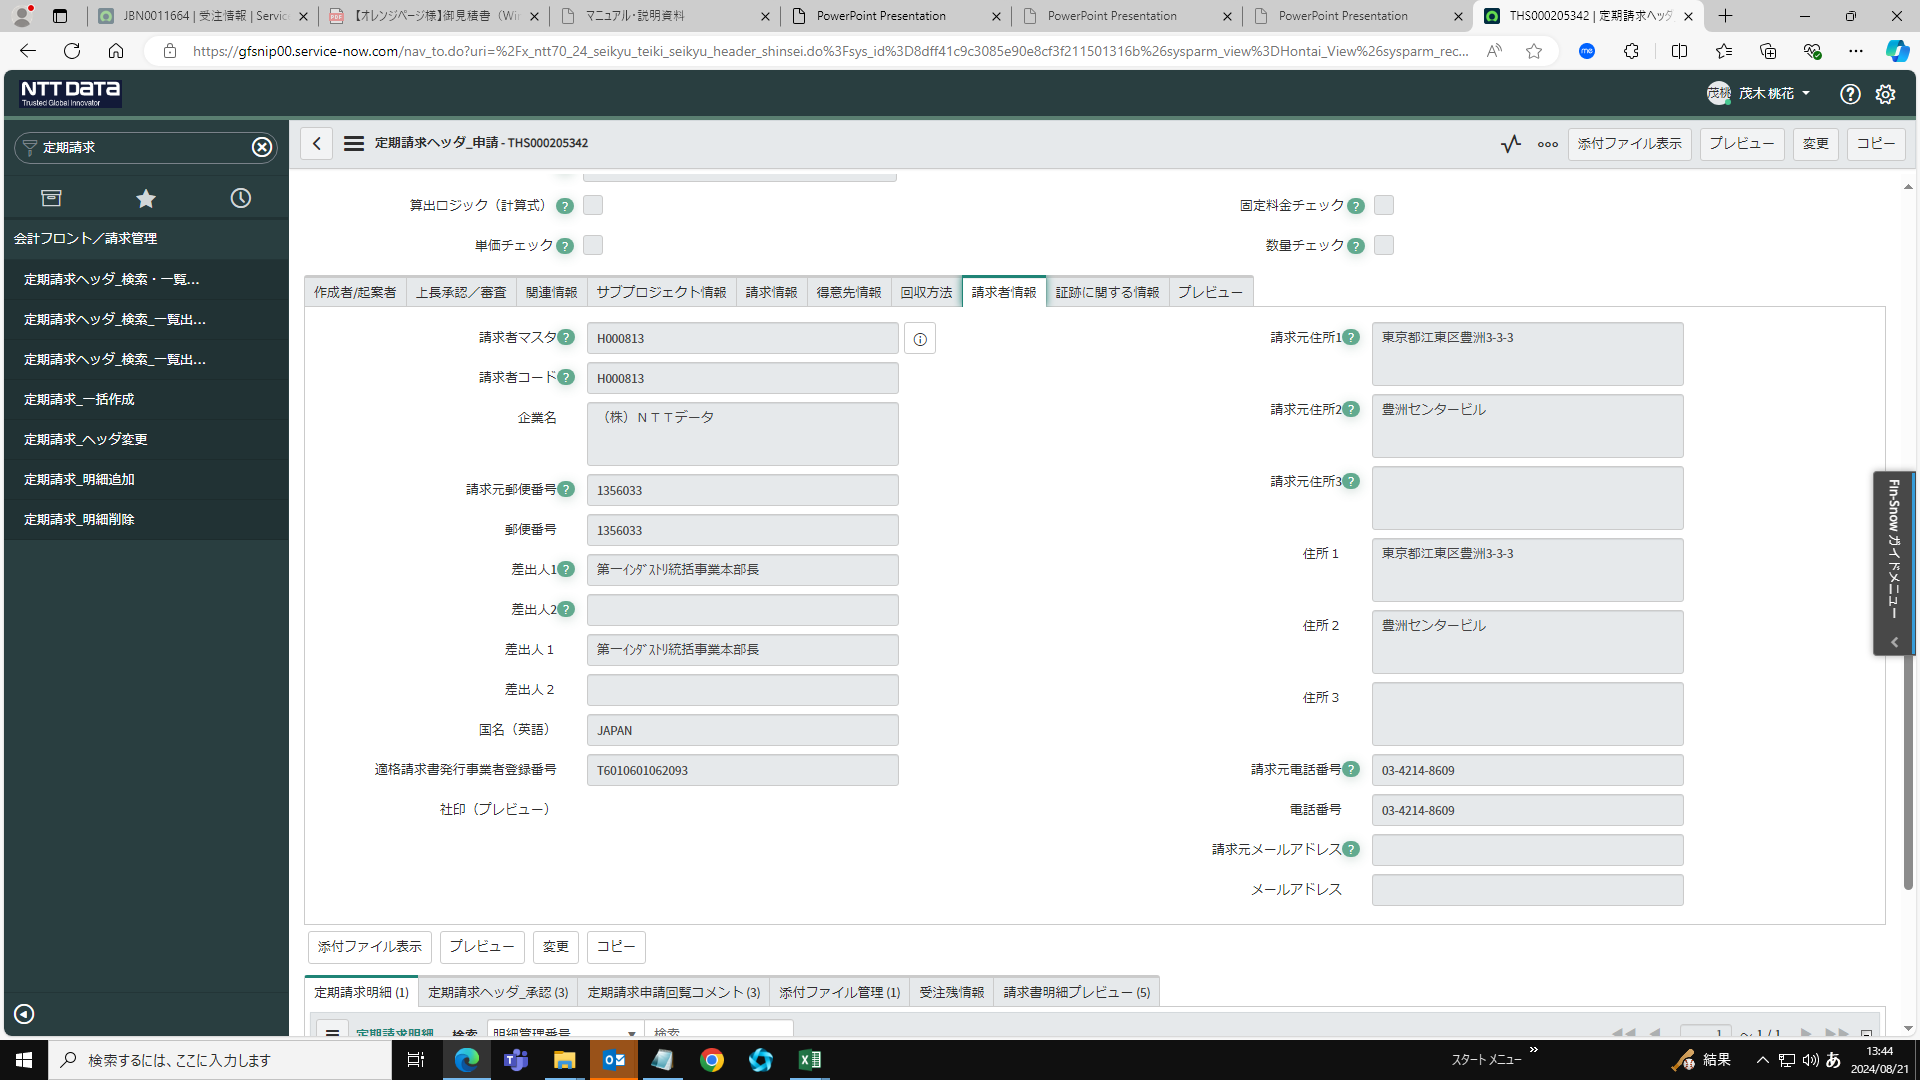 JBN0011664 | 受注情報 | Servic
【オレンジページ様】御見積書（Wir
マニュアル・説明資料
PowerPoint Presentation
PowerPoint Presentation
PowerPoint Presentation
THS000205342 | 定期請求ヘッダ
https://gfsnip00.service-now.com/nav_to.do?uri=%2Fx_ntt70_24_seikyu_teiki_seikyu_header_shinsei.do%3Fsys_id%3D8dff41c9c3085e90e8cf3f211501316b%26sysparm_view%3DHontai_View%26sysparm_rec...
NTT DATA
Trusted Global Innovator
茂桃 茂木 桃花
定期請求
定期請求ヘッダ_申請 - THS000205342
添付ファイル表示
プレビュー
変更
コピー
会計フロント／請求管理
定期請求ヘッダ_検索・一覧...
定期請求ヘッダ_検索_一覧出...
定期請求ヘッダ_検索_一覧出...
定期請求_一括作成
定期請求_ヘッダ変更
定期請求_明細追加
定期請求_明細削除
算出ロジック（計算式）
固定料金チェック
単価チェック
数量チェック
作成者/起案者
上長承認／審査
関連情報
サブプロジェクト情報
請求情報
得意先情報
回収方法
請求者情報
証跡に関する情報
プレビュー
請求者マスタ H000813
請求者コード H000813
企業名 （株）ＮＴＴデータ
請求元郵便番号 1356033
郵便番号 1356033
差出人1 第一ｲﾝﾀﾞｽﾄﾘ統括事業本部長
差出人2
差出人１ 第一ｲﾝﾀﾞｽﾄﾘ統括事業本部長
差出人２
国名（英語） JAPAN
適格請求書発行事業者登録番号 T6010601062093
社印（プレビュー）
請求元住所1 東京都江東区豊洲3-3-3
請求元住所2 豊洲センタービル
請求元住所3
住所１ 東京都江東区豊洲3-3-3
住所２ 豊洲センタービル
住所３
請求元電話番号 03-4214-8609
電話番号 03-4214-8609
請求元メールアドレス
メールアドレス
Fin-Snow ガイドメニュー
添付ファイル表示
プレビュー
変更
コピー
定期請求明細 (1)
定期請求ヘッダ_承認 (3)
定期請求申請回覧コメント (3)
添付ファイル管理 (1)
受注残情報
請求書明細プレビュー (5)
定期請求明細 検索 明細管理番号 検索
1 ～ 1 / 1
検索するには、ここに入力します
スタート メニュー
結果
あ
13:44
2024/08/21